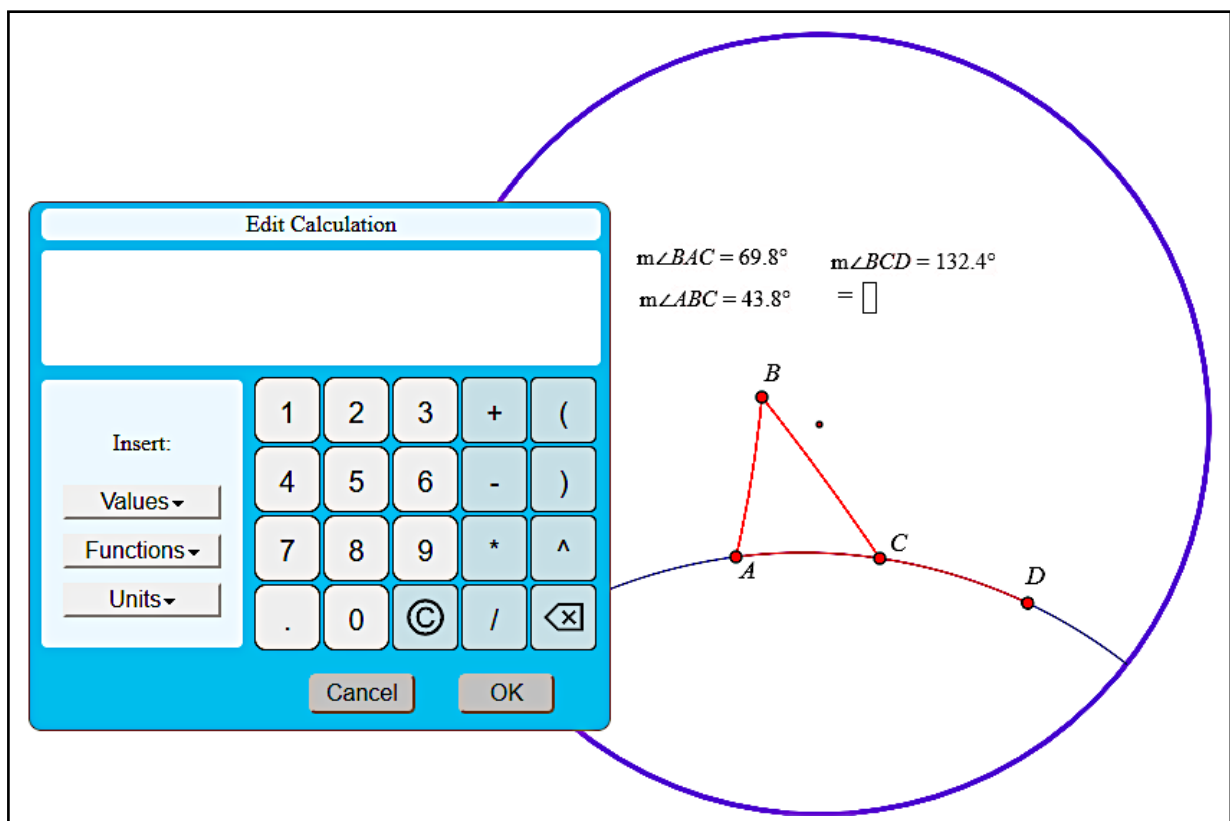 Edit Calculation
m∠BAC = 69.8°
m∠BCD = 132.4°
m∠ABC = 43.8°
=
B
1 2 3 + (
Insert:
4 5 6 - )
Values
7 8 9 * ^
Functions
C
A
Units
. 0 © /
D
Cancel
OK